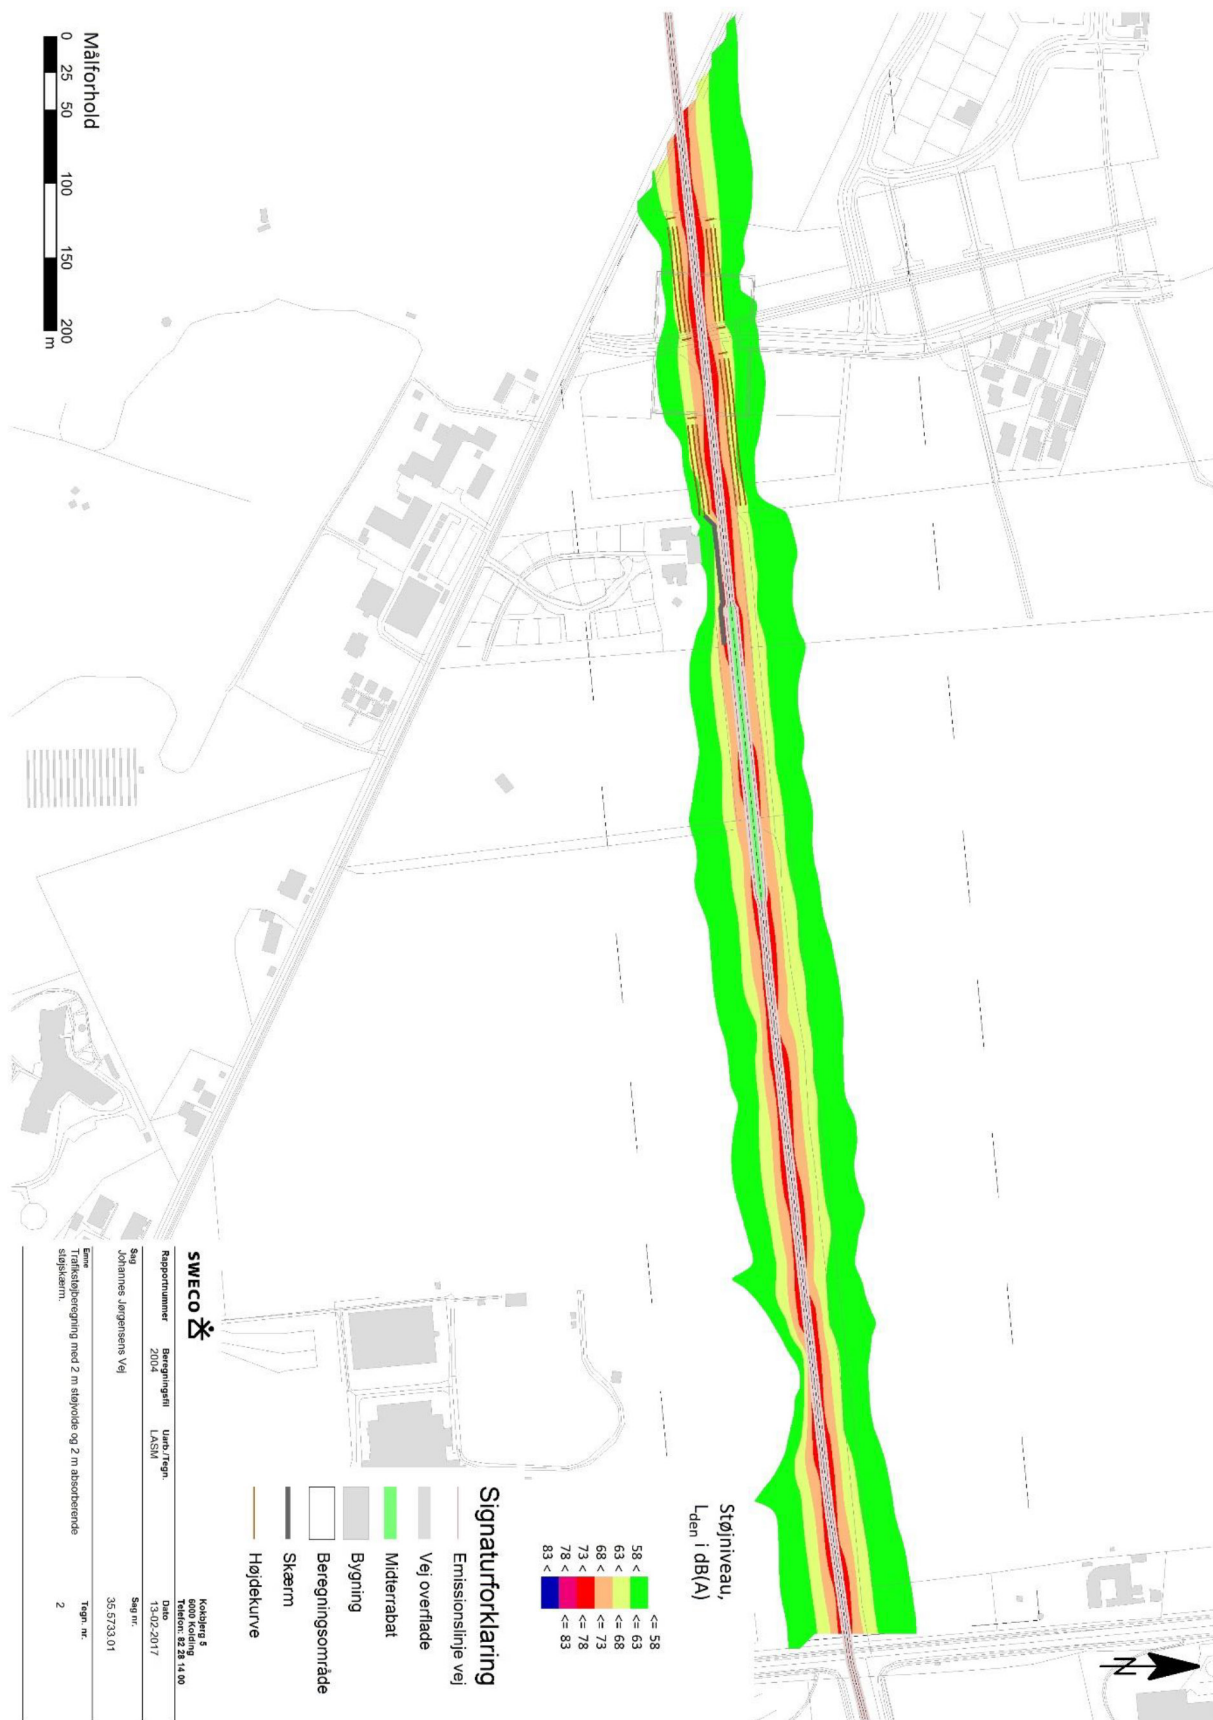 Målforhold
0 25 50 100 150 200
m
Støjniveau,
Lden i dB(A)
<= 58
58 < <= 63
63 < <= 68
68 < <= 73
73 < <= 78
78 < <= 83
83 <
Signaturforklaring
Emissionslinje vej
Vej overflade
Midterrabat
Bygning
Beregningsområde
Skærm
Højdekurve
N
SWECO
Kokbjerg 5
6000 Kolding
Telefon: 82 28 14 00
Rapportnummer Beregningsfil Uarb./Tegn. Dato
2004 LASM 13-02-2017
Sag Sag nr.
Johannes Jørgensens Vej 35.5733.01
Emne Tegn. nr.
Trafikstøjberegning med 2 m støjvolde og 2 m absorberende
støjskærm. 2